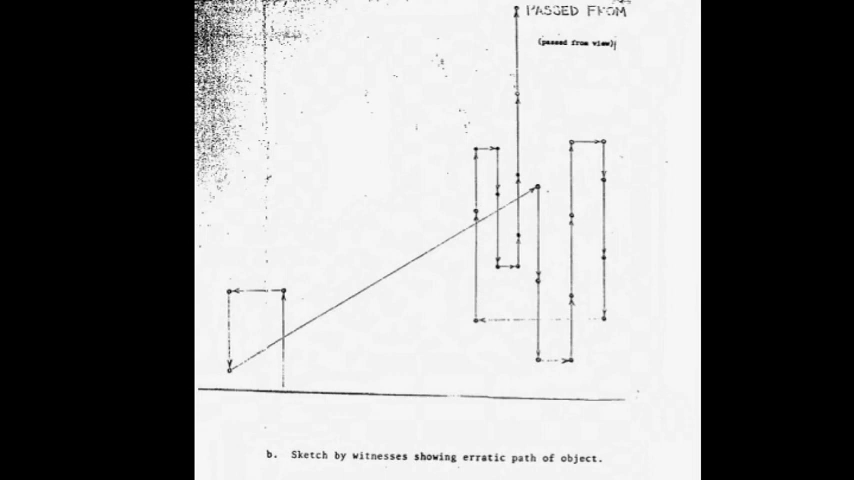 PASSED FROM
(passed from view)
b. Sketch by witnesses showing erratic path of object.